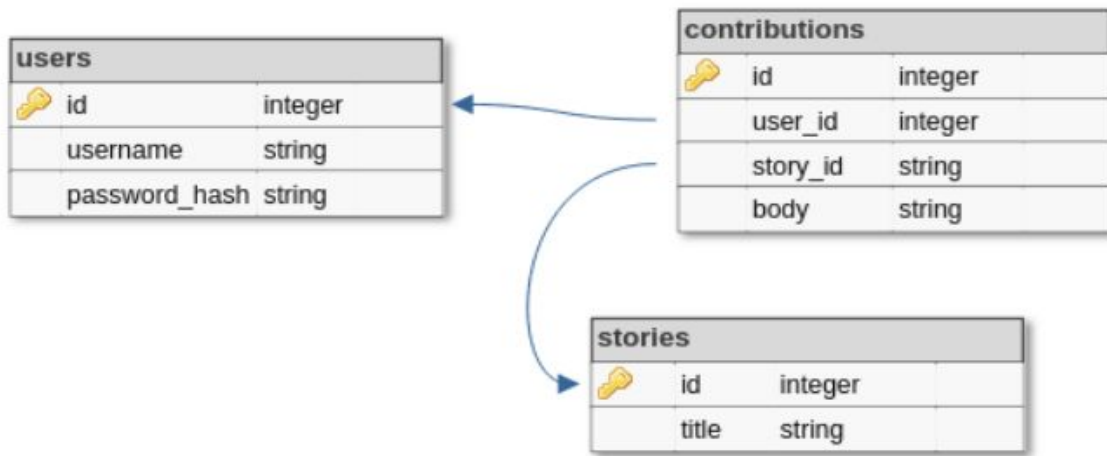 users
id integer
username string
password_hash string
contributions
id integer
user_id integer
story_id string
body string
stories
id integer
title string